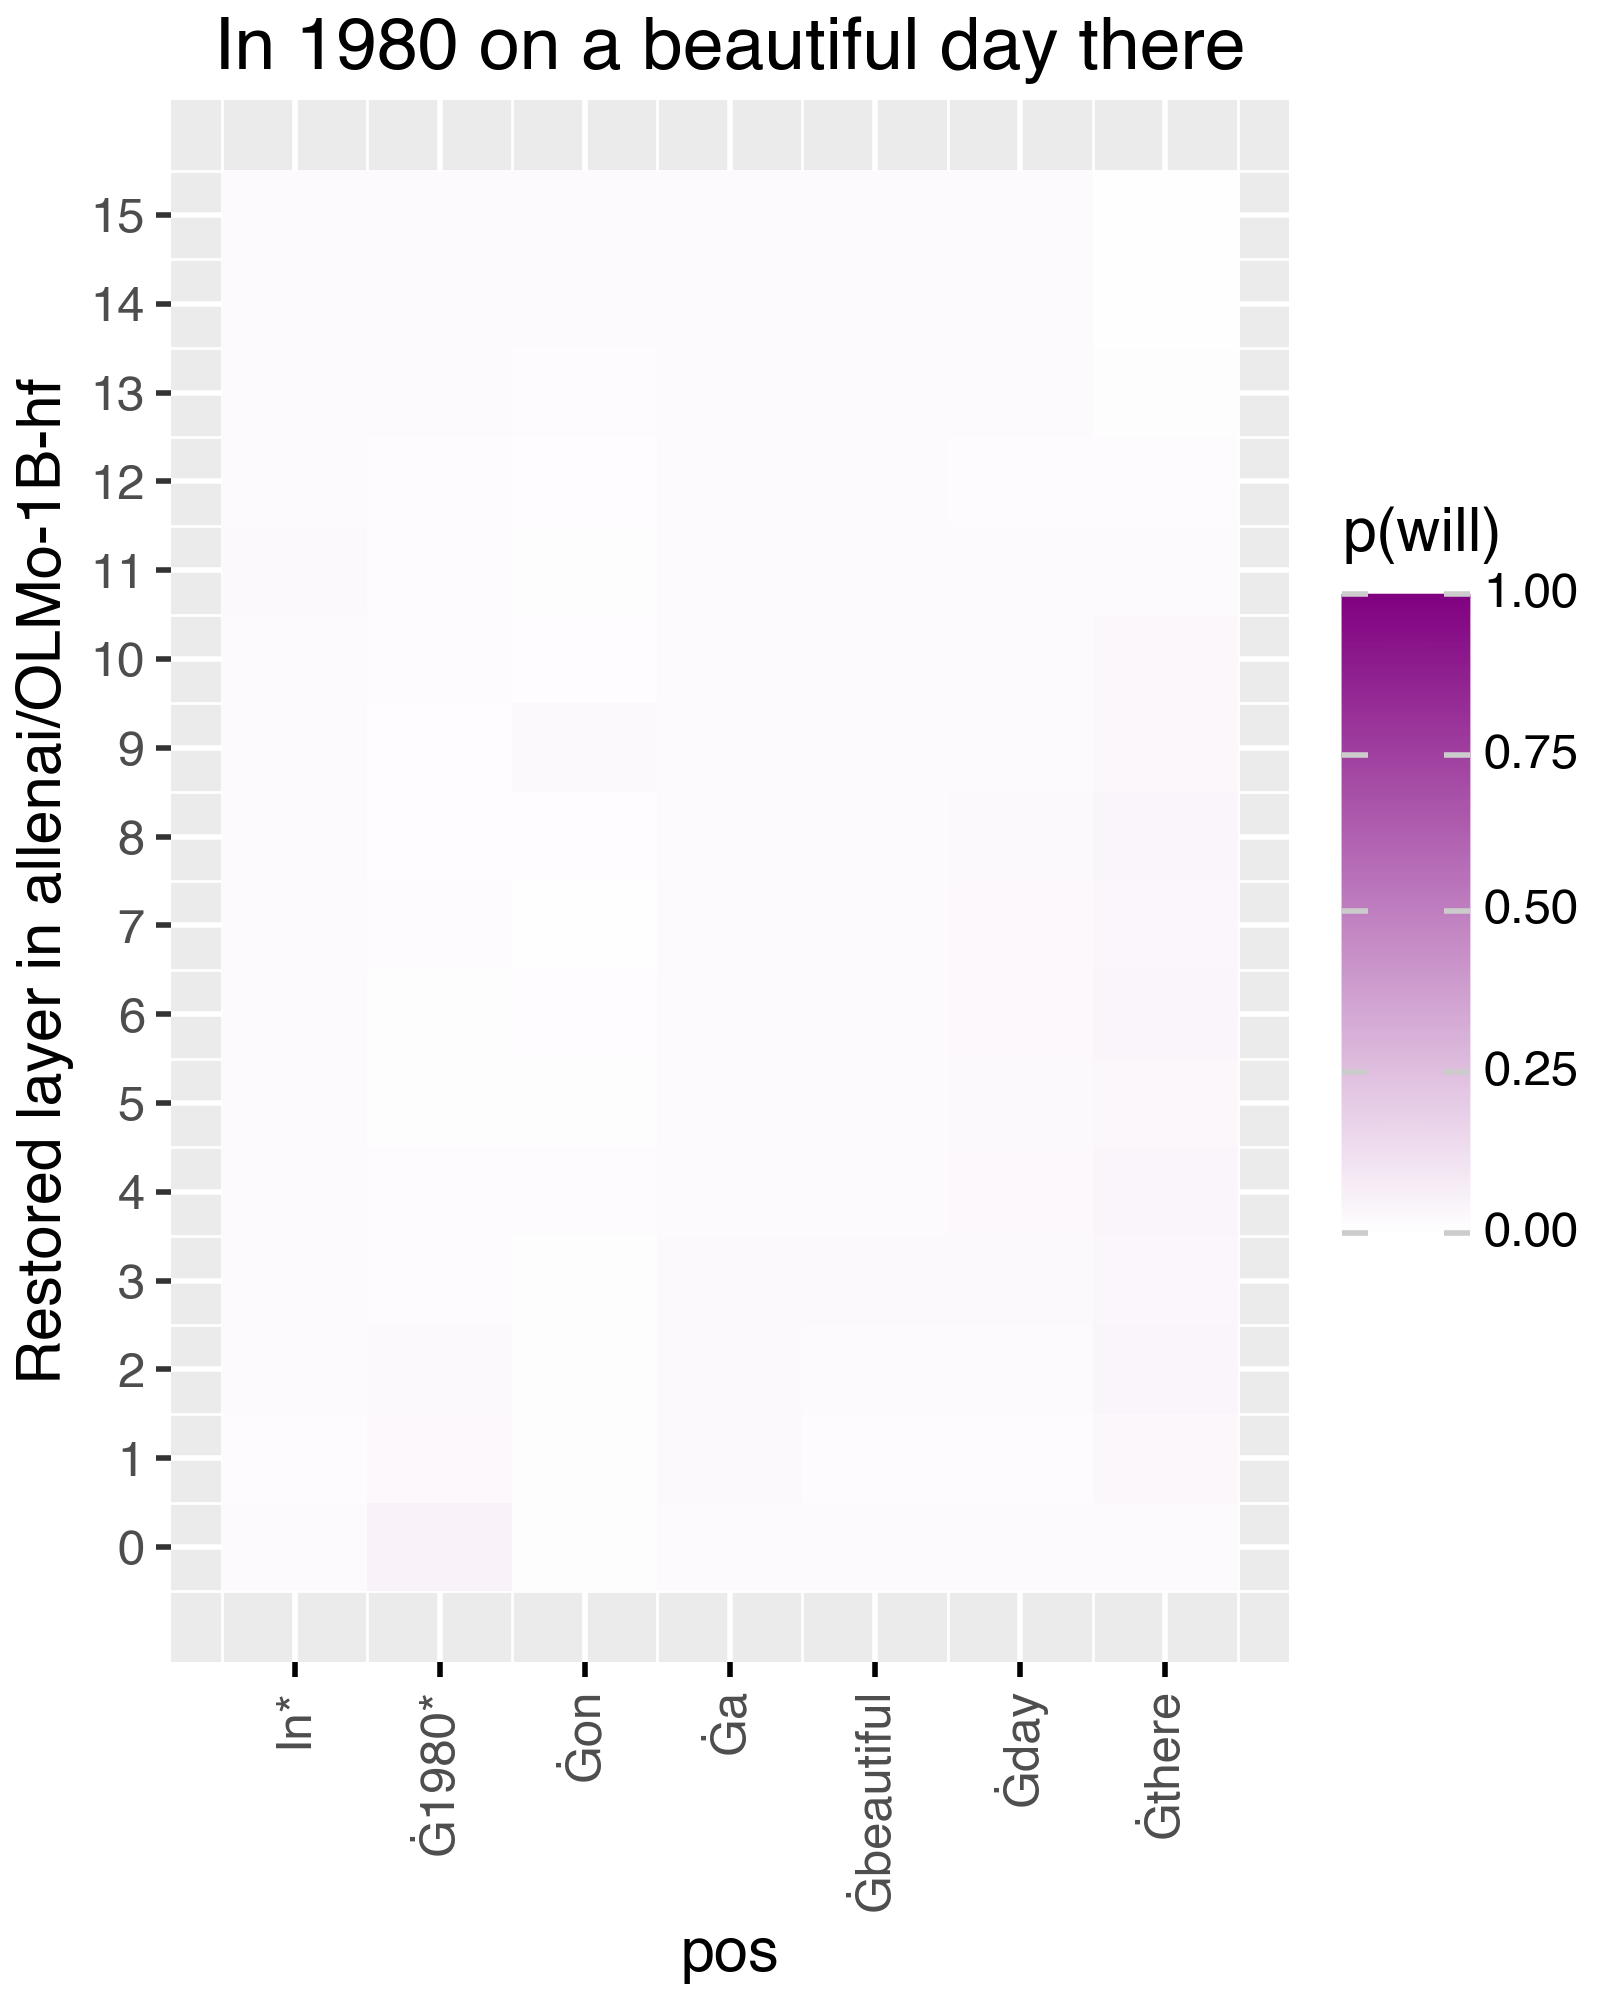 In 1980 on a beautiful day there
Restored layer in allenai/OLMo-1B-hf
15
14
13
12
11
10
9
8
7
6
5
4
3
2
1
0
In*
Ġ1980*
Ġon
Ġa
Ġbeautiful
Ġday
Ġthere
pos
p(will)
1.00
0.75
0.50
0.25
0.00